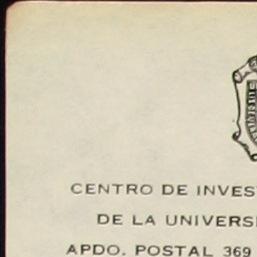 CENTRO DE INVES
DE LA UNIVERS
APDO. POSTAL 369